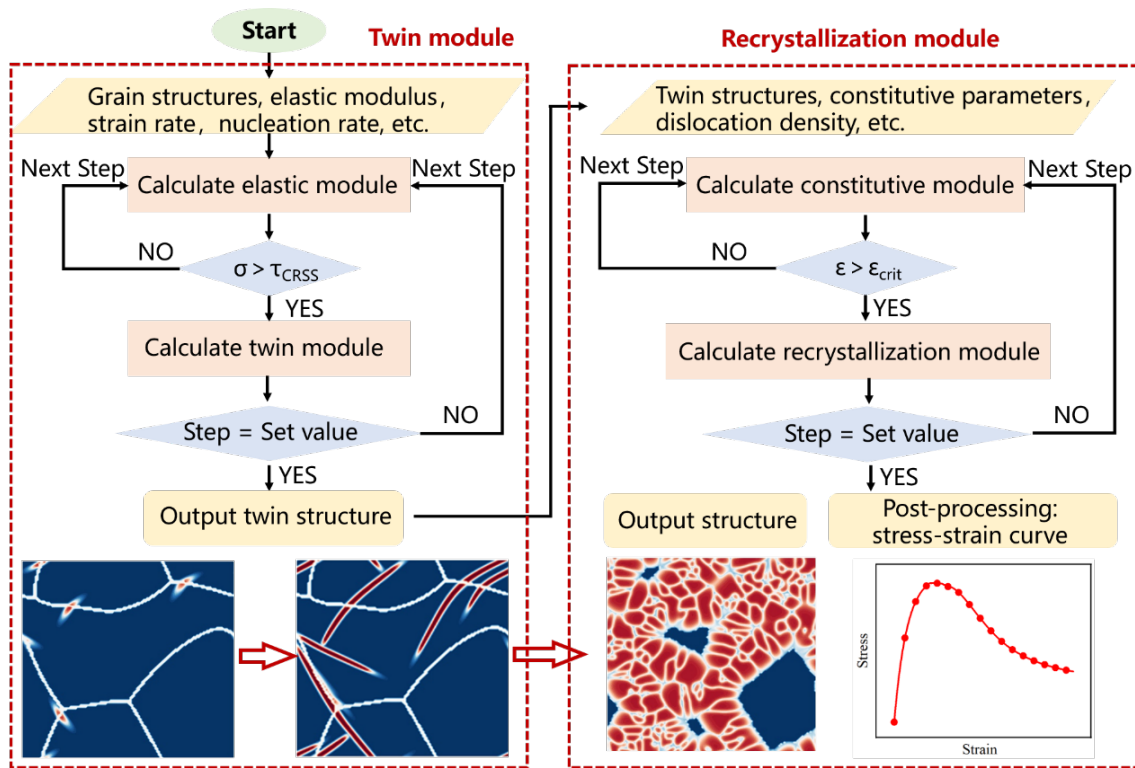 Start
Twin module
Grain structures, elastic modulus,
strain rate, nucleation rate, etc.
Next Step
Next Step
Calculate elastic module
NO
σ > τCRSS
YES
Calculate twin module
NO
Step = Set value
YES
Output twin structure
Recrystallization module
Twin structures, constitutive parameters,
dislocation density, etc.
Next Step
Next Step
Calculate constitutive module
NO
ε > εcrit
YES
Calculate recrystallization module
NO
Step = Set value
YES
Output structure
Post-processing:
stress-strain curve
Stress
Strain